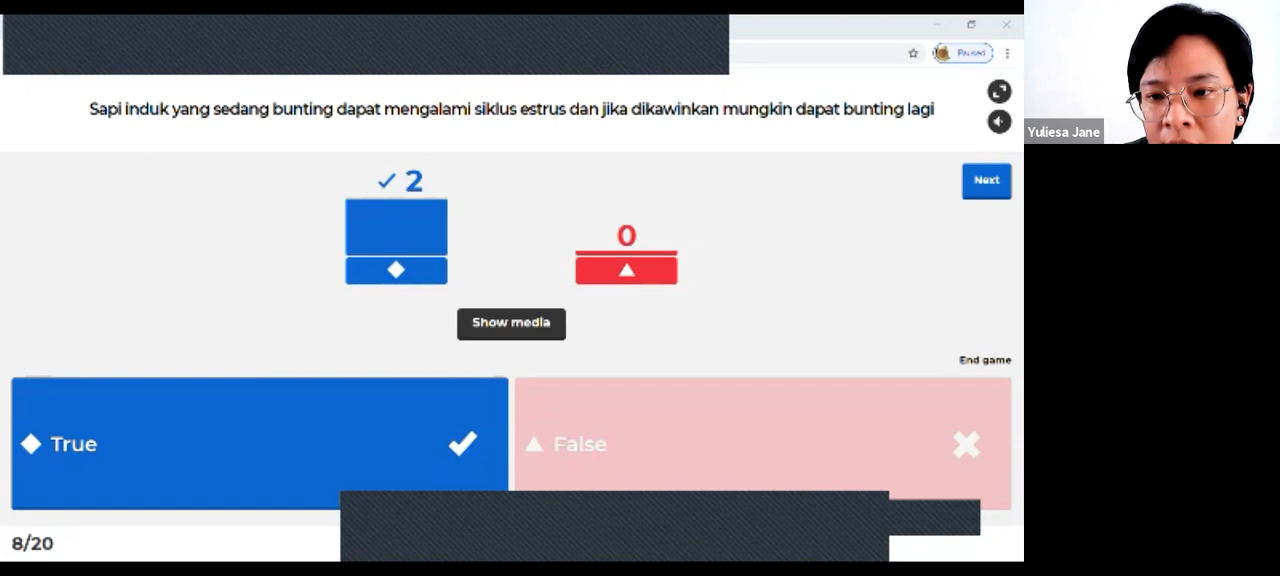 Paused
Sapi induk yang sedang bunting dapat mengalami siklus estrus dan jika dikawinkan mungkin dapat bunting lagi
Yuliesa Jane
2
Next
0
Show media
End game
True
False
8/20